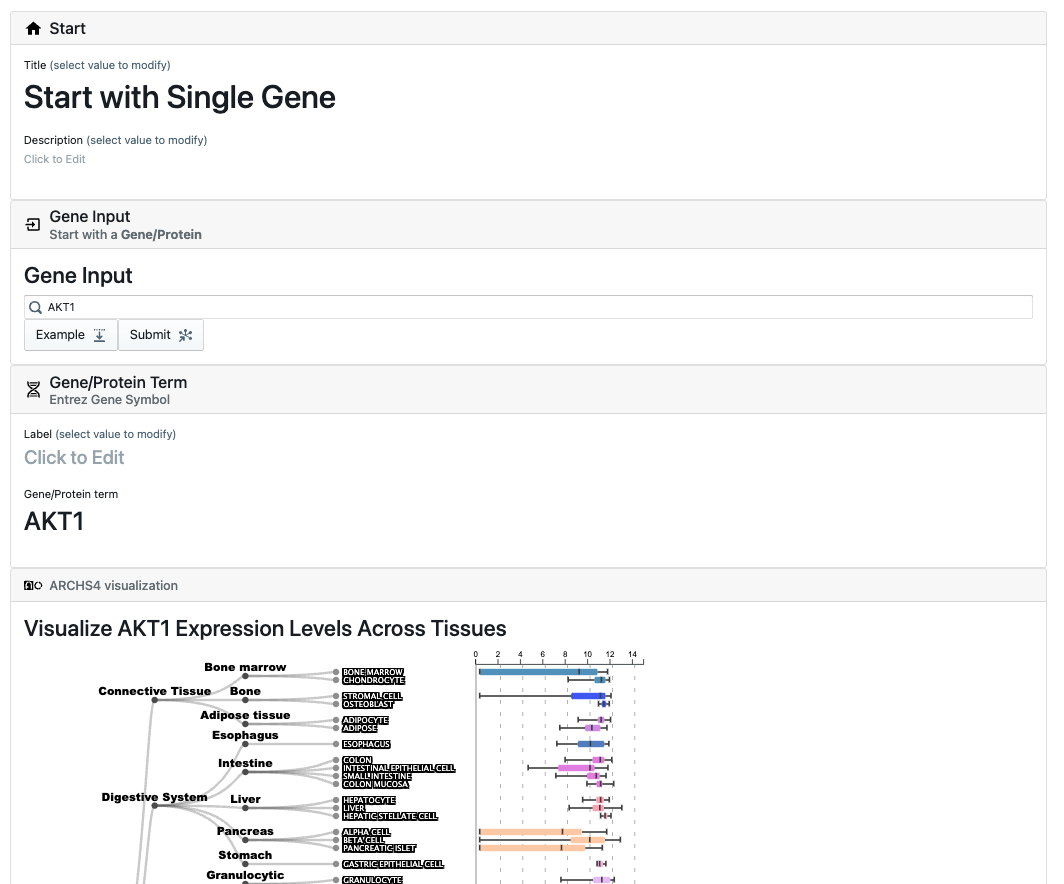 Start
Title (select value to modify)
Start with Single Gene
Description (select value to modify)
Click to Edit
Gene Input
Start with a Gene/Protein
Gene Input
AKT1
Example Submit
Gene/Protein Term
Entrez Gene Symbol
Label (select value to modify)
Click to Edit
Gene/Protein term
AKT1
ARCHS4 visualization
Visualize AKT1 Expression Levels Across Tissues
0 2 4 6 8 10 12 14
Bone marrow
BONE MARROW
CHONDROCYTE
Connective Tissue
Bone
STROMAL CELL
OSTEOBLAST
Adipose tissue
ADIPOCYTE
ADIPOSE
Esophagus
ESOPHAGUS
Intestine
COLON
INTESTINAL EPITHELIAL CELL
SMALL INTESTINE
COLON MUCOSA
Digestive System
Liver
HEPATOCYTE
LIVER
HEPATIC STELLATE CELL
Pancreas
ALPHA CELL
BETA CELL
PANCREATIC ISLET
Stomach
GASTRIC EPITHELIAL CELL
Granulocytic
GRANULOCYTE